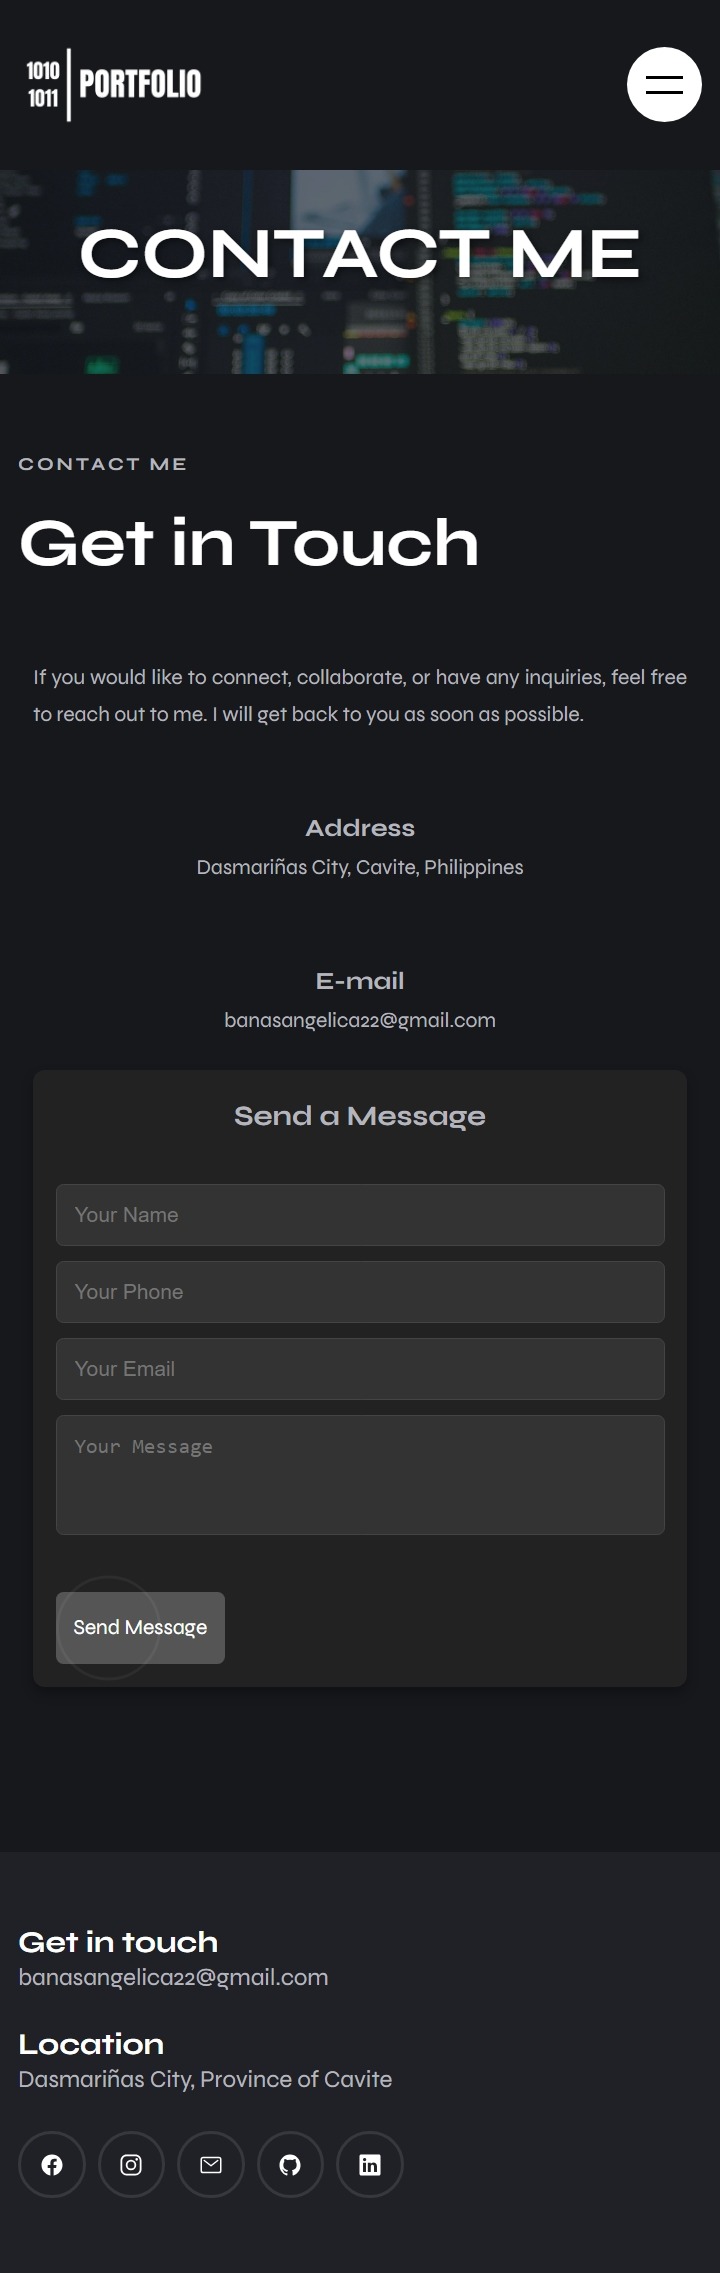 1010
1011
PORTFOLIO
CONTACT ME
CONTACT ME
Get in Touch
If you would like to connect, collaborate, or have any inquiries, feel free
to reach out to me. I will get back to you as soon as possible.
Address
Dasmariñas City, Cavite, Philippines
E-mail
banasangelica22@gmail.com
Send a Message
Your Name
Your Phone
Your Email
Your Message
Send Message
Get in touch
banasangelica22@gmail.com
Location
Dasmariñas City, Province of Cavite